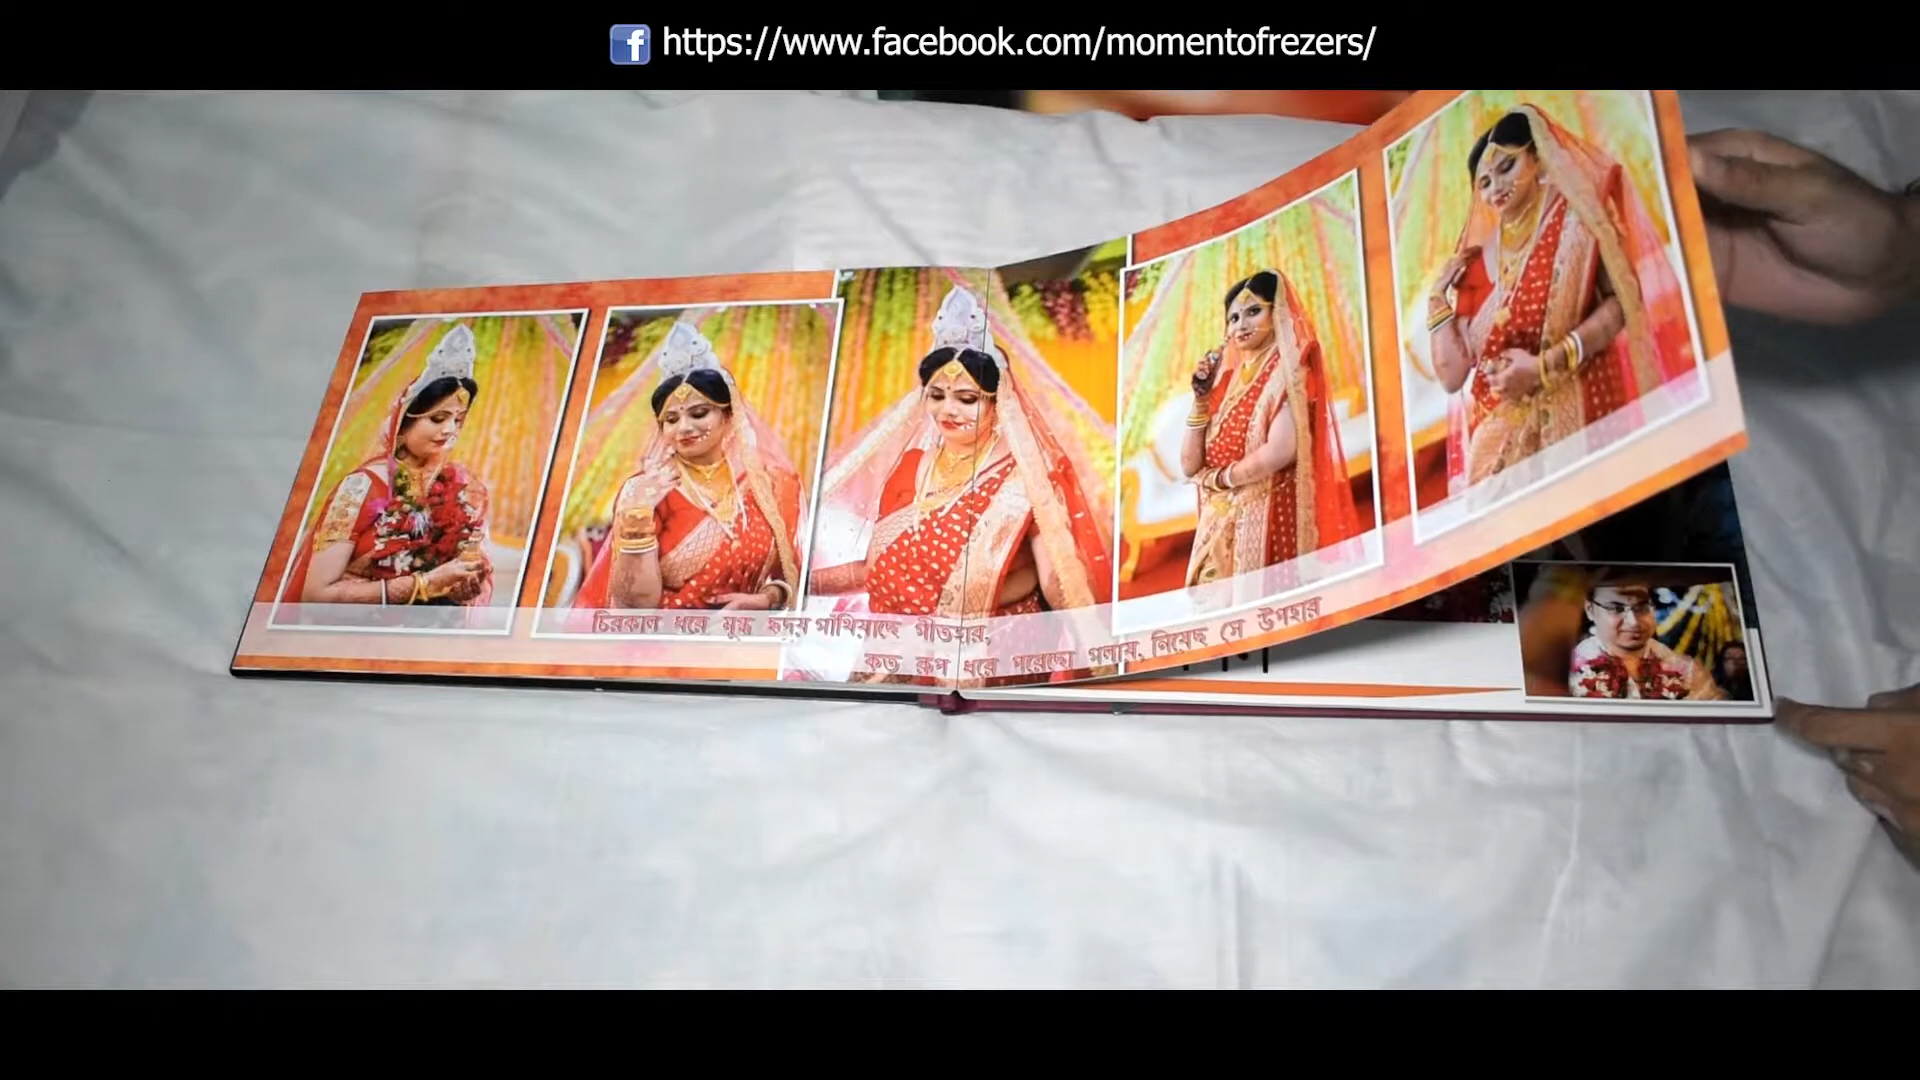 https://www.facebook.com/momentofrezers/
চিরকাল ধরে মুগ্ধ হৃদয় গাঁথিয়াছে গীতহার,
কত রূপ ধরে পরেছো গলায়, নিয়েছ সে উপহার